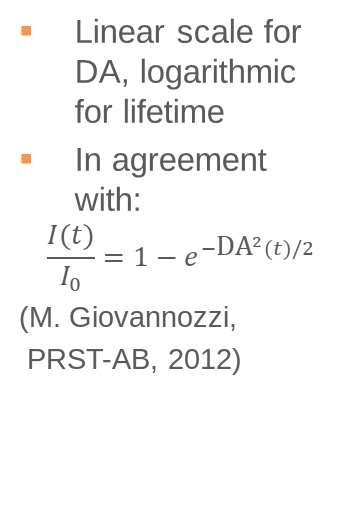 ▪ Linear scale for
DA, logarithmic
for lifetime
▪ In agreement
with:
I(t)/I₀ = 1 − e^(−DA²(t)/2)
(M. Giovannozzi,
PRST-AB, 2012)